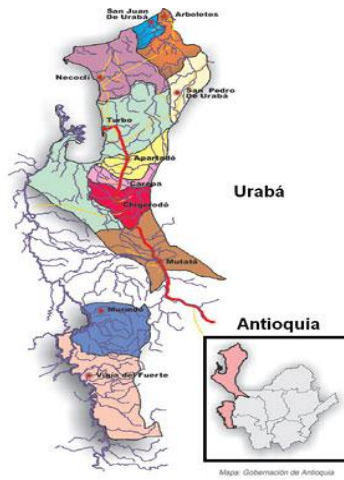 San Juan
De Urabá
Arboletes
Necoclí
San Pedro
De Urabá
Turbo
Apartadó
Carepa
Chigorodó
Urabá
Mutatá
Murindó
Antioquia
Vigía del Fuerte
Mapa: Gobernación de Antioquia